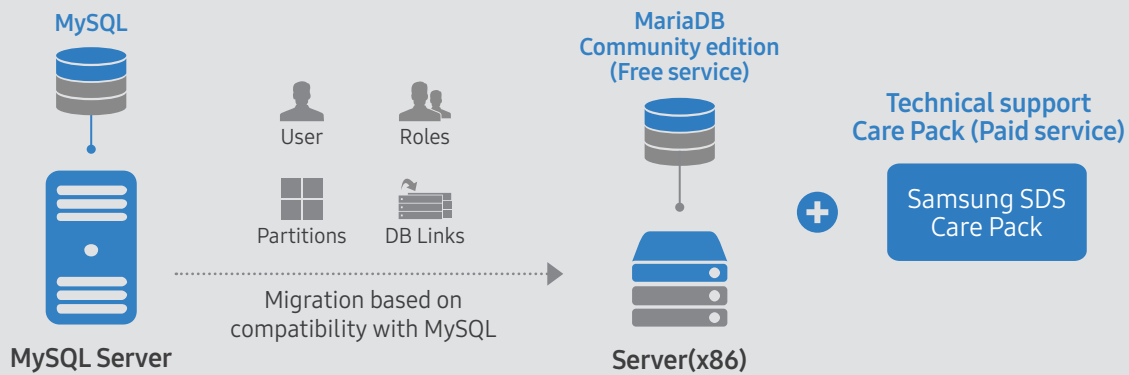 MySQL
MySQL Server
User
Roles
Partitions
DB Links
Migration based on
compatibility with MySQL
MariaDB
Community edition
(Free service)
Server(x86)
Technical support
Care Pack (Paid service)
Samsung SDS
Care Pack